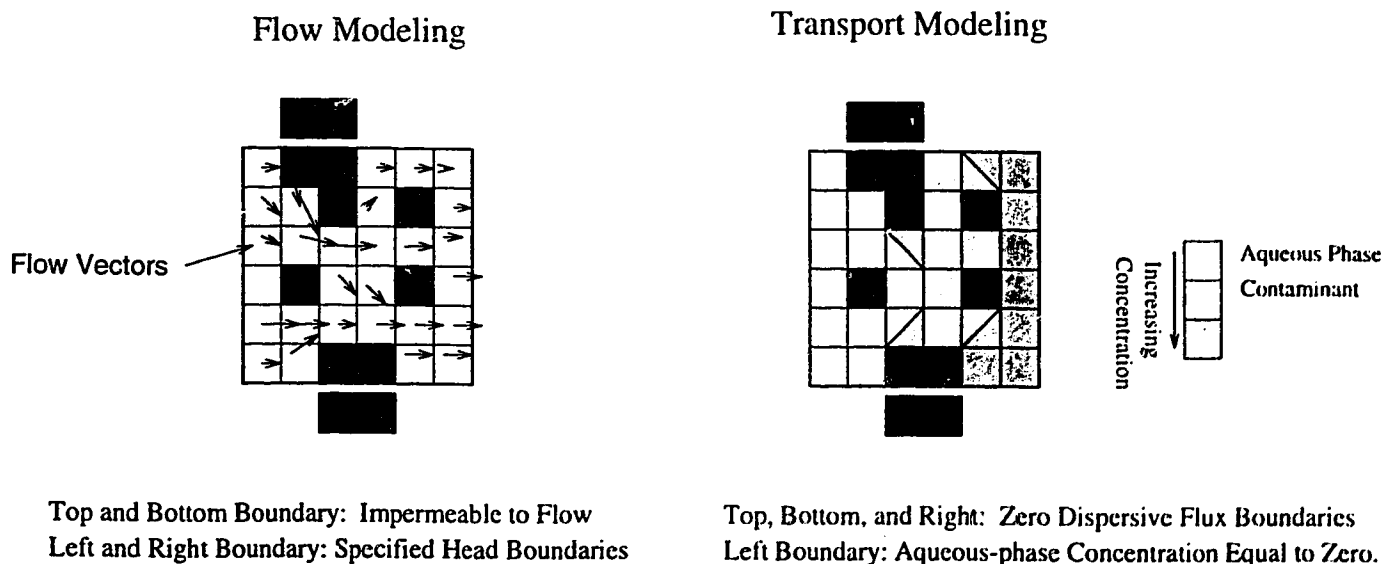 Flow Modeling
Transport Modeling
Flow Vectors
Increasing
Concentration
Aqueous Phase
Contaminant
Top and Bottom Boundary: Impermeable to Flow
Left and Right Boundary: Specified Head Boundaries
Top, Bottom, and Right: Zero Dispersive Flux Boundaries
Left Boundary: Aqueous-phase Concentration Equal to Zero.